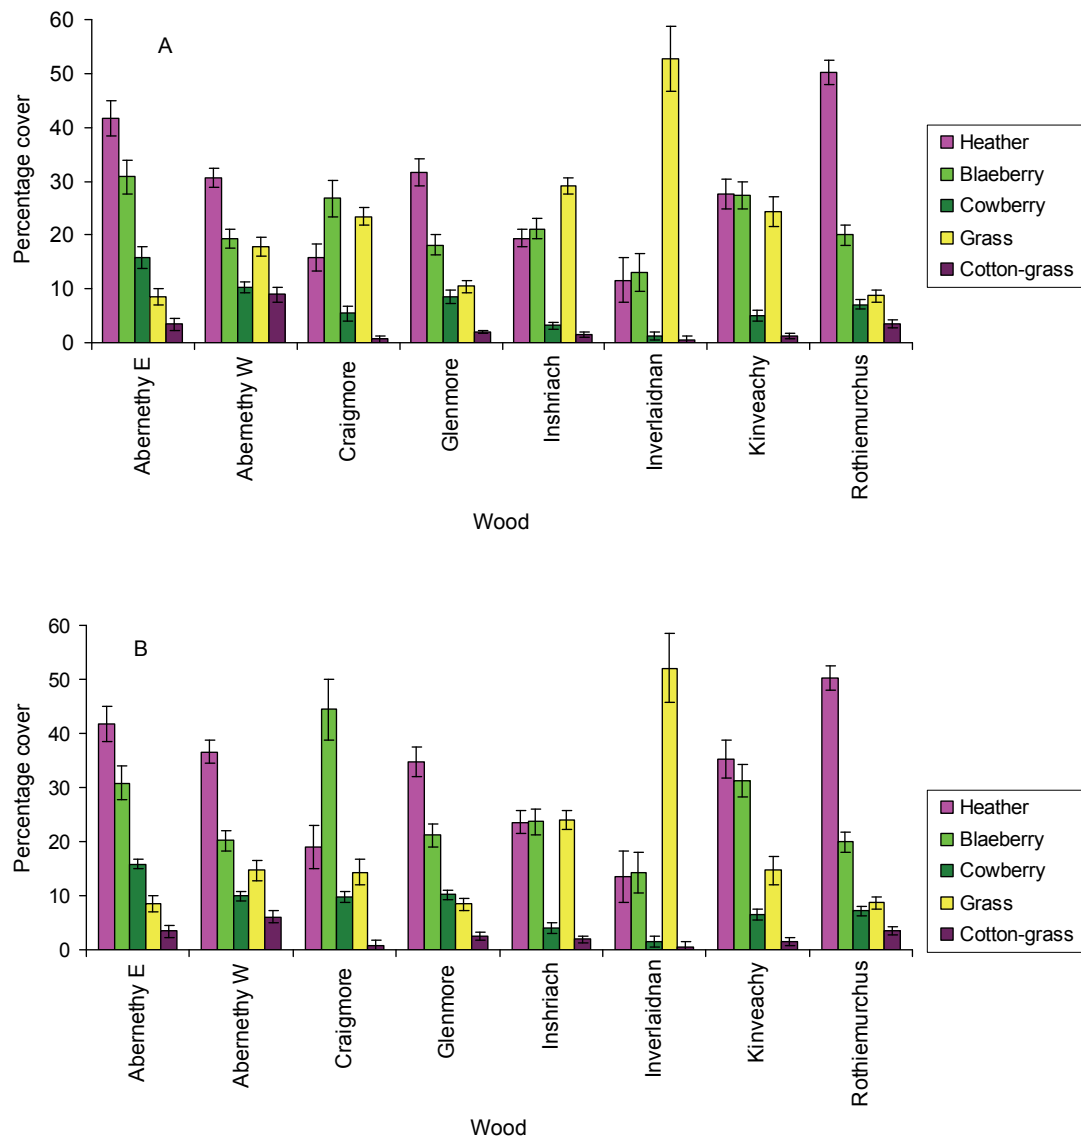 A
Percentage cover
60
50
40
30
20
10
0
Abernethy E
Abernethy W
Craigmore
Glenmore
Inshriach
Inverlaidnan
Kinveachy
Rothiemurchus
Wood
Heather
Blaeberry
Cowberry
Grass
Cotton-grass
B
Percentage cover
60
50
40
30
20
10
0
Abernethy E
Abernethy W
Craigmore
Glenmore
Inshriach
Inverlaidnan
Kinveachy
Rothiemurchus
Wood
Heather
Blaeberry
Cowberry
Grass
Cotton-grass